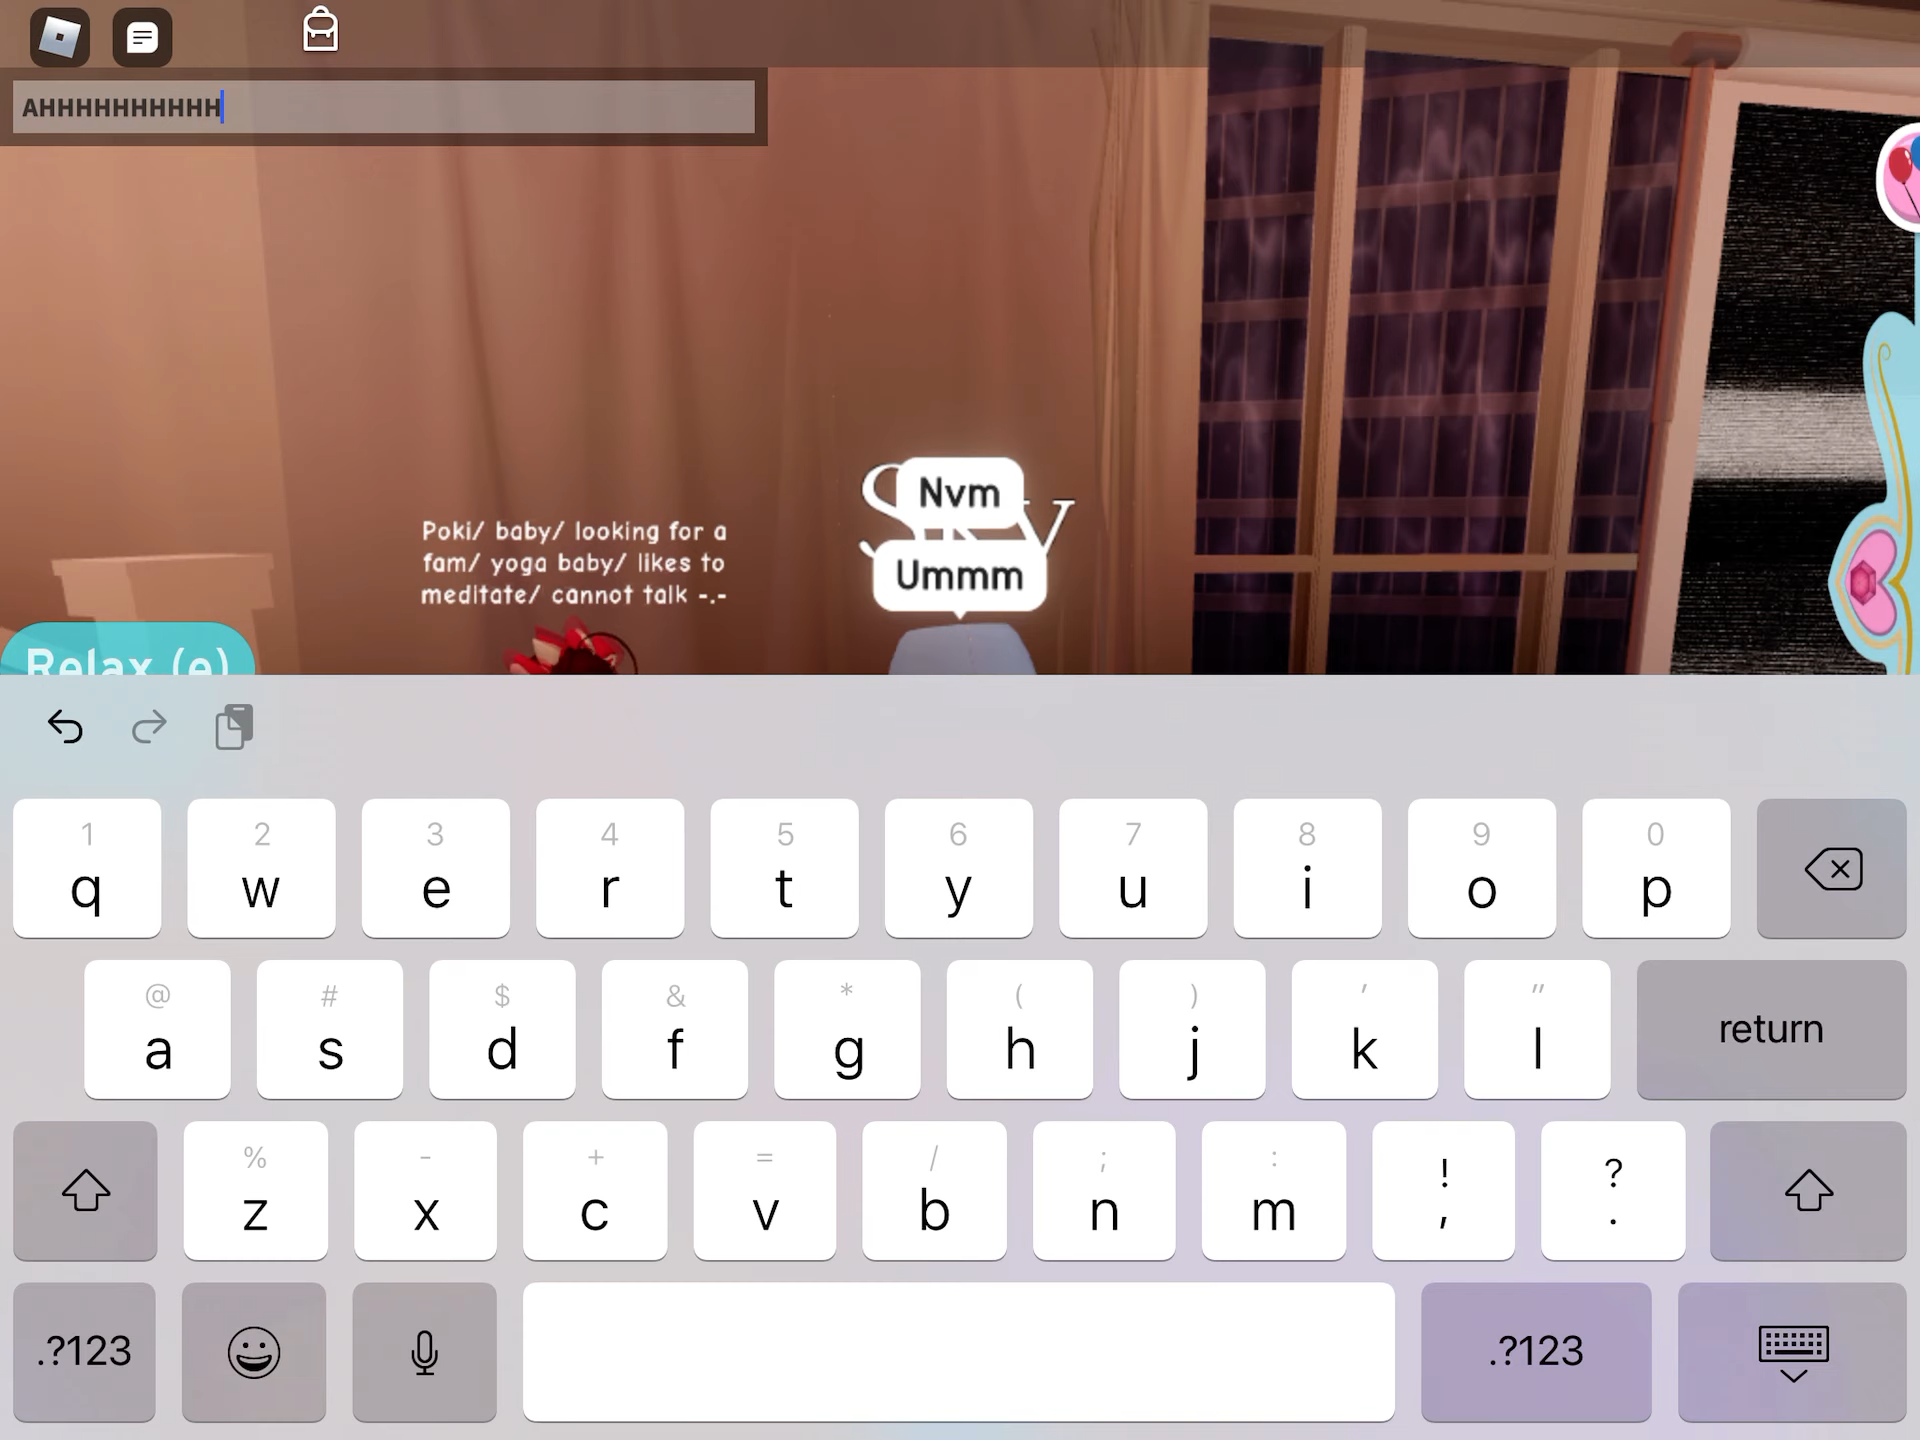 AHHHHHHHHHHH
Nvm
Ummm
Poki/ baby/ looking for a
fam/ yoga baby/ likes to
meditate/ cannot talk -.-
Relax (e)
1 2 3 4 5 6 7 8 9 0
q w e r t y u i o p
@ # $ & * ( ) ' "
a s d f g h j k l return
% - + = / ; : ! ?
z x c v b n m , .
.?123 .?123